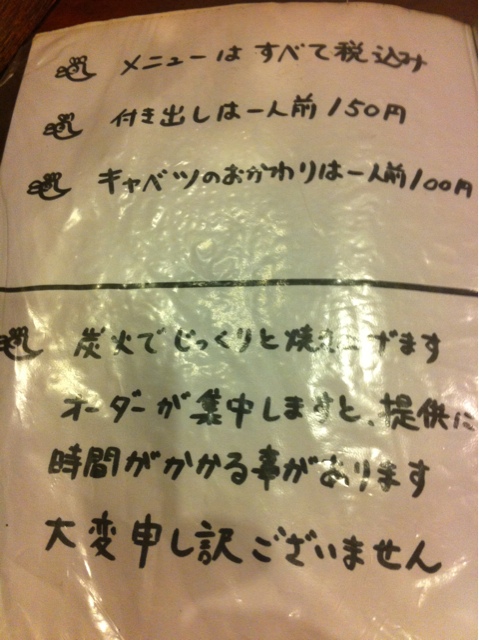 メニューは すべて税込み
付き出しは一人前150円
キャベツのおかわりは一人前100円
炭火でじっくりと焼き上げます
オーダーが集中しますと、提供に
時間がかかる事があります
大変申し訳ございません